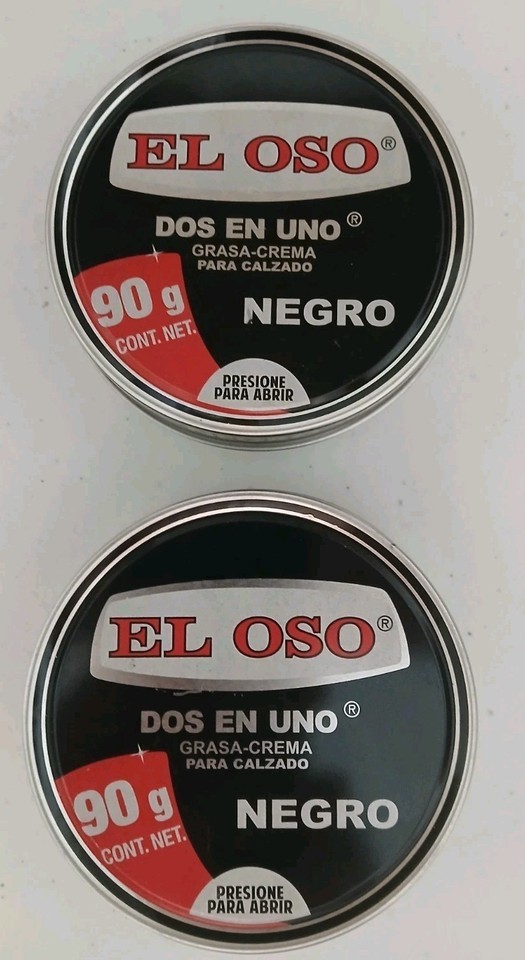 EL OSO®
DOS EN UNO®
GRASA-CREMA
PARA CALZADO
90 g
CONT. NET.
NEGRO
PRESIONE
PARA ABRIR
EL OSO®
DOS EN UNO®
GRASA-CREMA
PARA CALZADO
90 g
CONT. NET.
NEGRO
PRESIONE
PARA ABRIR